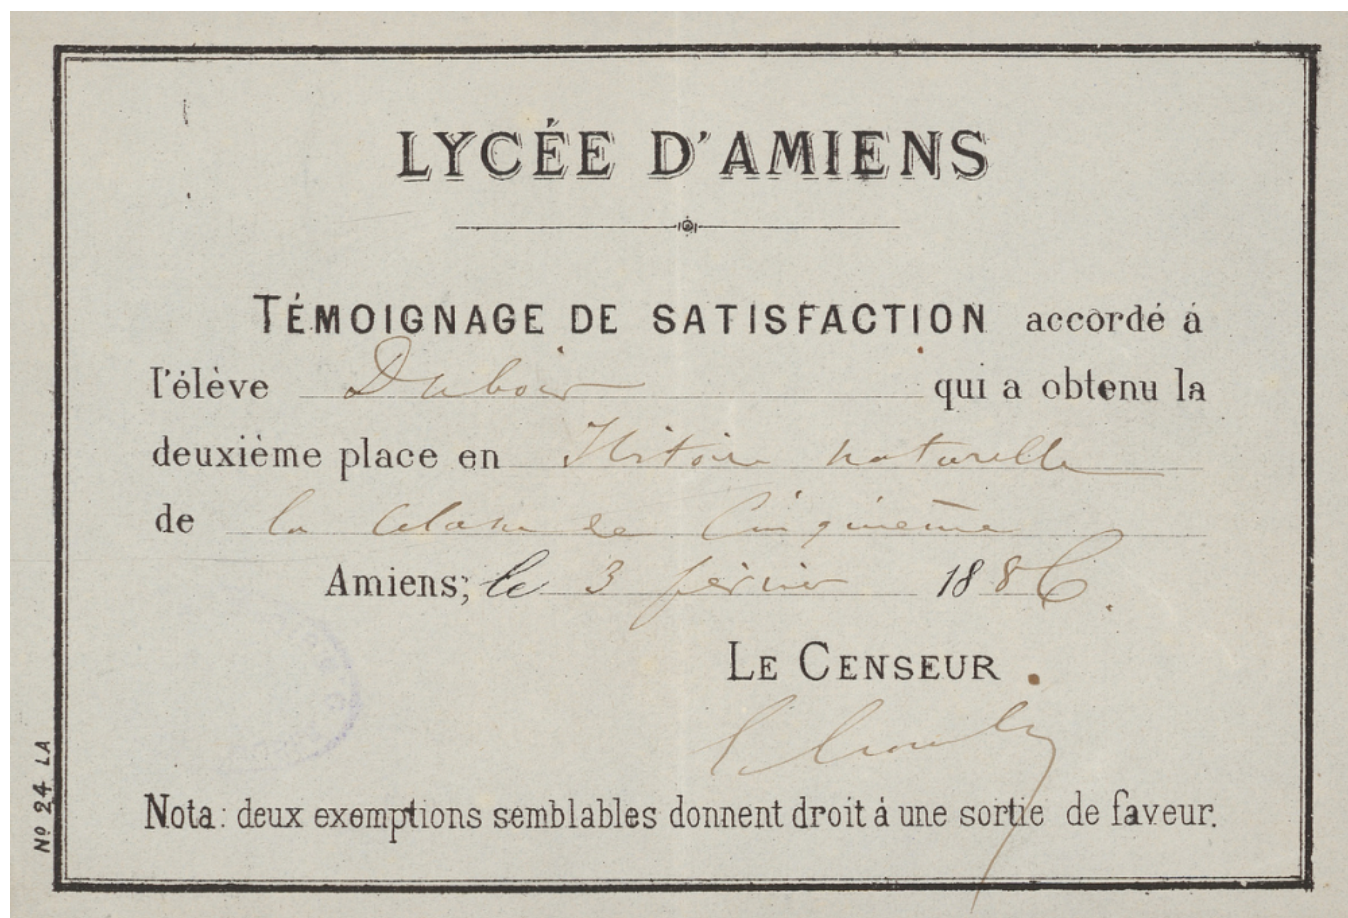 LYCÉE D'AMIENS
TÉMOIGNAGE DE SATISFACTION accordé á
l'élève Dubois qui a obtenu la
deuxième place en Histoire naturelle
de la Classe de Cinquième
Amiens; le 3 février 1886.
LE CENSEUR
Nota: deux exemptions semblables donnent droit á une sortie de faveur.
Nº 24 LA